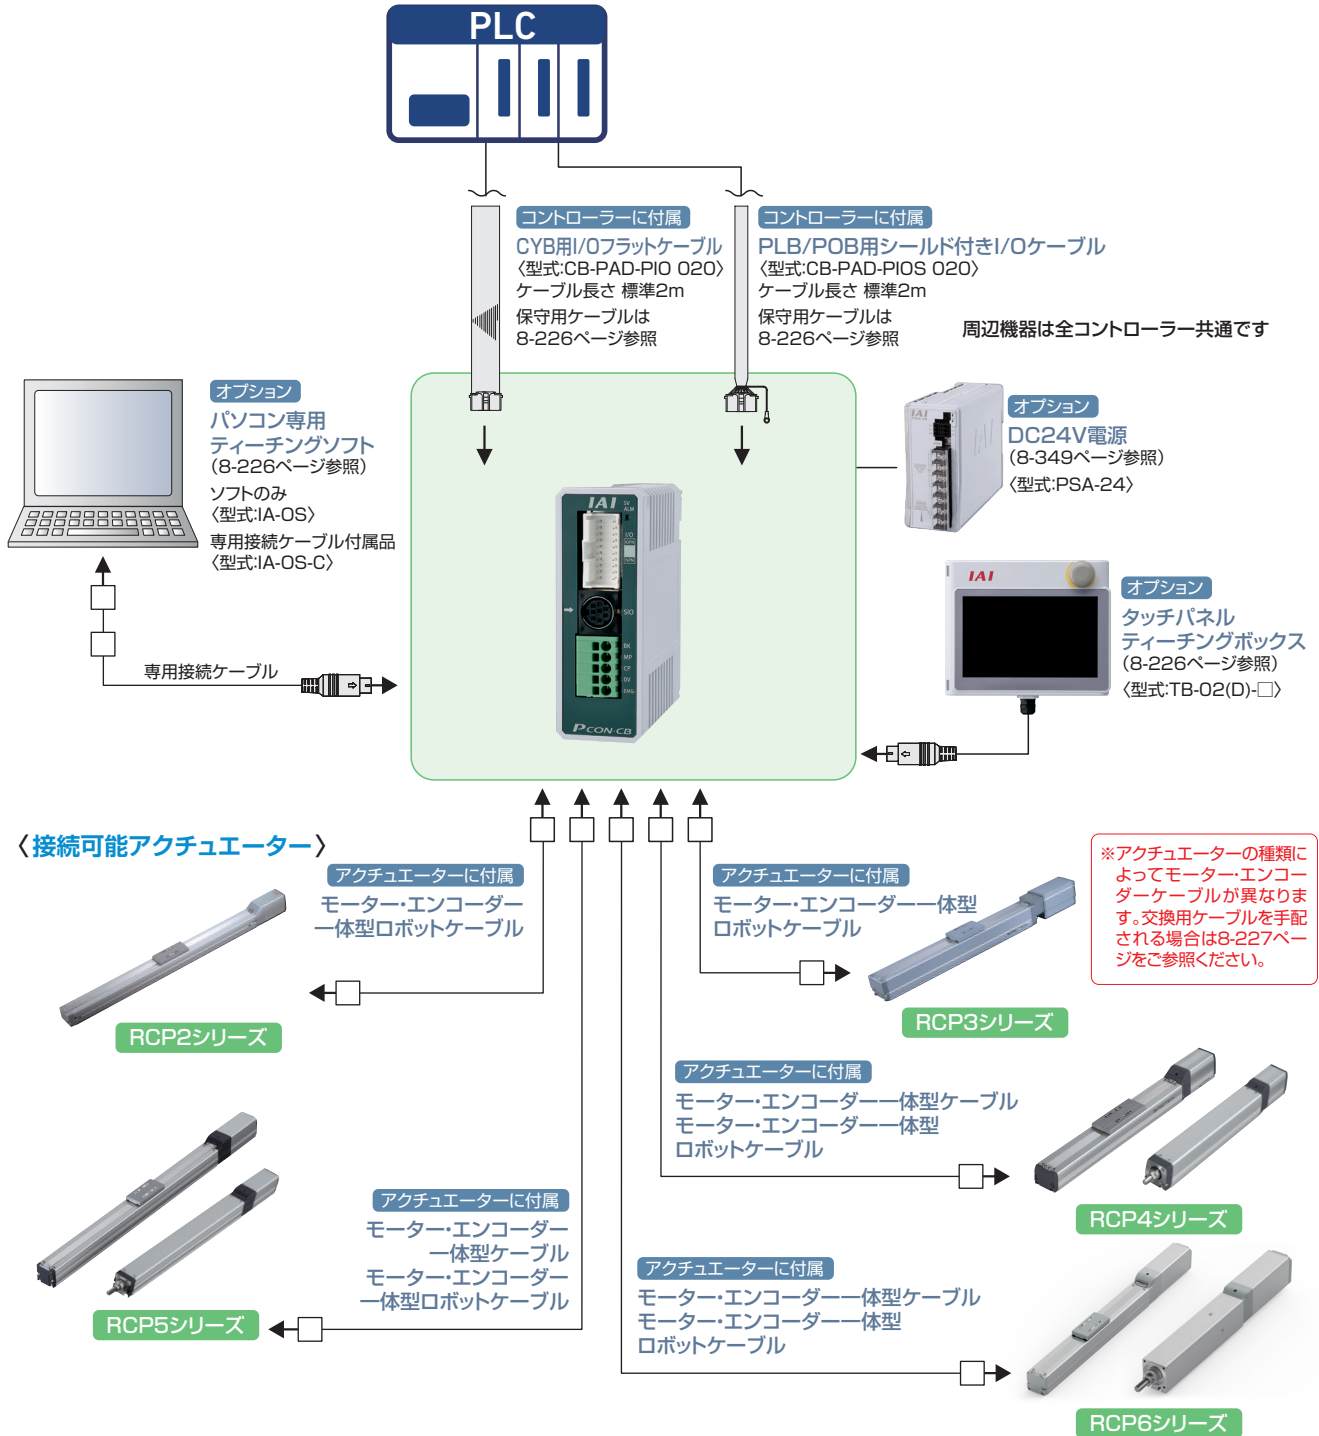 PLC
コントローラーに付属
CYB用I/Oフラットケーブル
〈型式:CB-PAD-PIO 020〉
ケーブル長さ 標準2m
保守用ケーブルは
8-226ページ参照
コントローラーに付属
PLB/POB用シールド付きI/Oケーブル
〈型式:CB-PAD-PIOS 020〉
ケーブル長さ 標準2m
保守用ケーブルは
8-226ページ参照
周辺機器は全コントローラー共通です
オプション
パソコン専用
ティーチングソフト
(8-226ページ参照)
ソフトのみ
〈型式:IA-OS〉
専用接続ケーブル付属品
〈型式:IA-OS-C〉
専用接続ケーブル
IAI
SV
ALM
I/O
SIO
BK
MP
CP
0V
EMG-
PCON-CB
IAI
オプション
DC24V電源
(8-349ページ参照)
〈型式:PSA-24〉
IAI
オプション
タッチパネル
ティーチングボックス
(8-226ページ参照)
〈型式:TB-02(D)-□〉
〈接続可能アクチュエーター〉
アクチュエーターに付属
モーター・エンコーダー
一体型ロボットケーブル
RCP2シリーズ
アクチュエーターに付属
モーター・エンコーダー一体型
ロボットケーブル
RCP3シリーズ
※アクチュエーターの種類に
よってモーター・エンコー
ダーケーブルが異なりま
す。交換用ケーブルを手配
される場合は8-227ペー
ジをご参照ください。
アクチュエーターに付属
モーター・エンコーダー一体型ケーブル
モーター・エンコーダー一体型
ロボットケーブル
RCP4シリーズ
アクチュエーターに付属
モーター・エンコーダー
一体型ケーブル
モーター・エンコーダー
一体型ロボットケーブル
RCP5シリーズ
アクチュエーターに付属
モーター・エンコーダー一体型ケーブル
モーター・エンコーダー一体型
ロボットケーブル
RCP6シリーズ